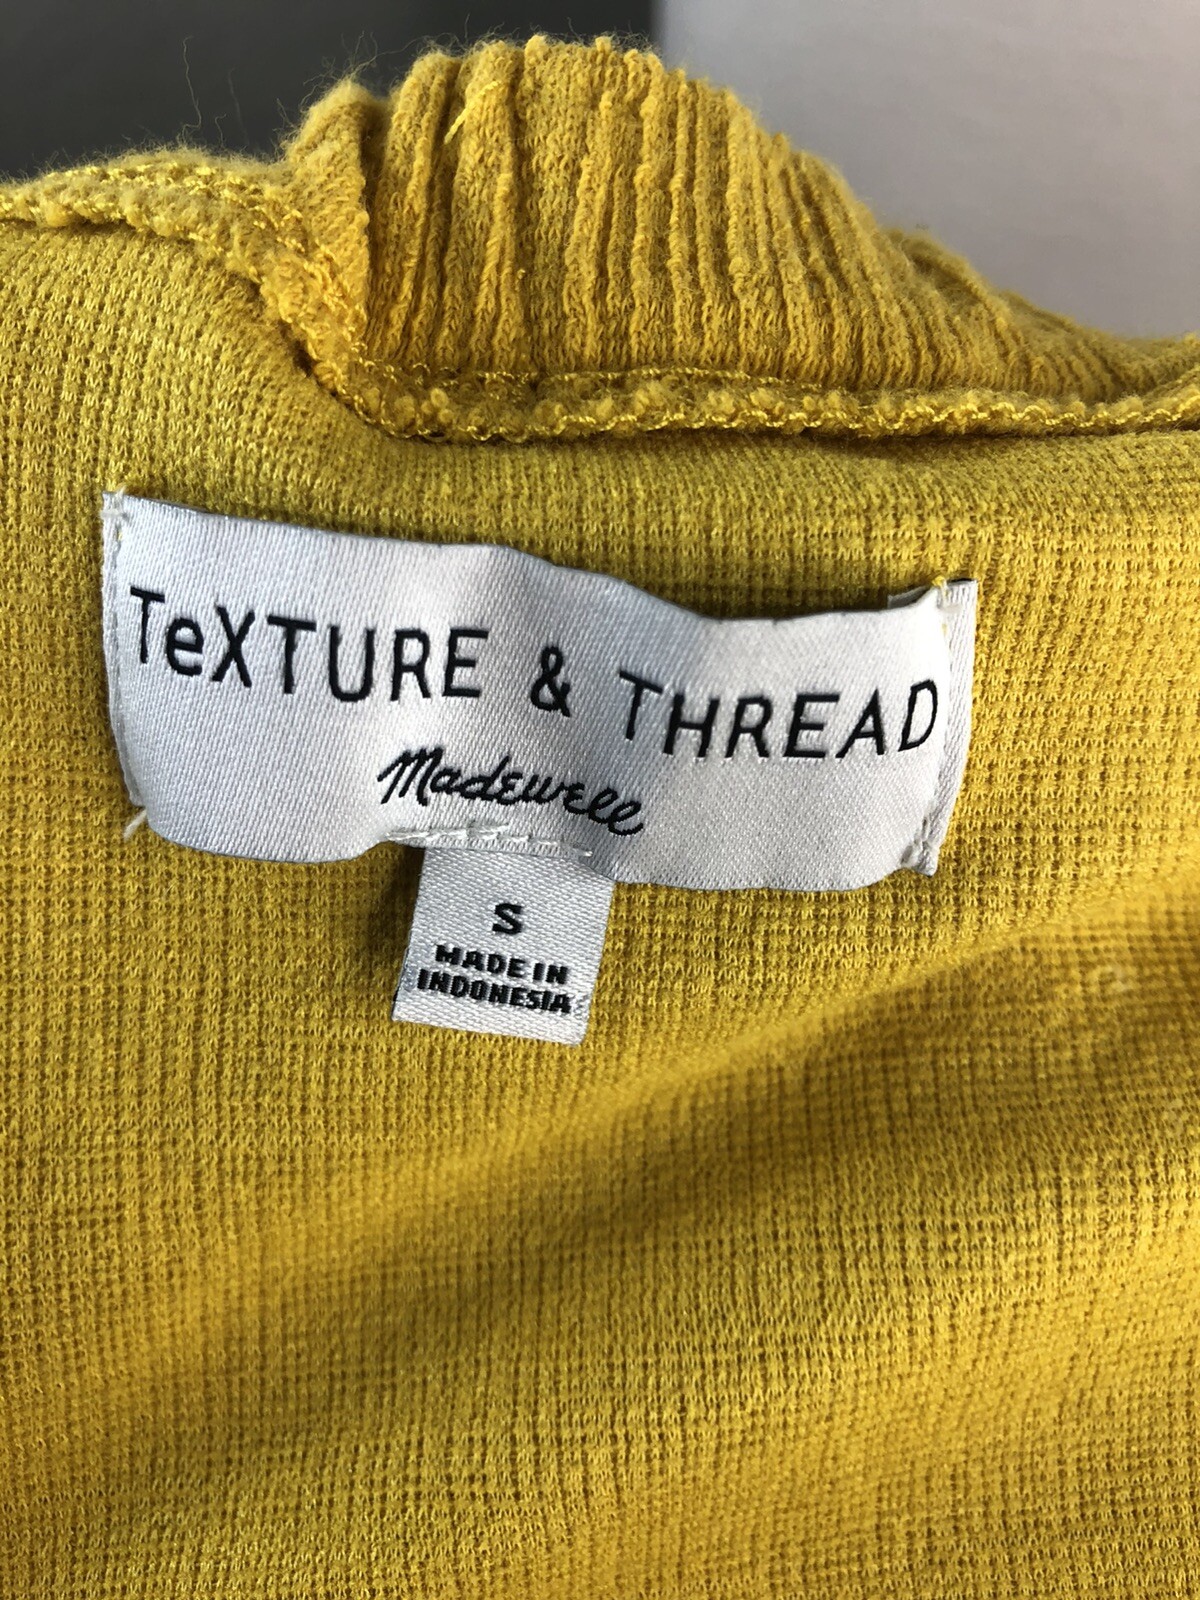 TeXTURE & THREAD
Madewell
S
MADE IN
INDONESIA